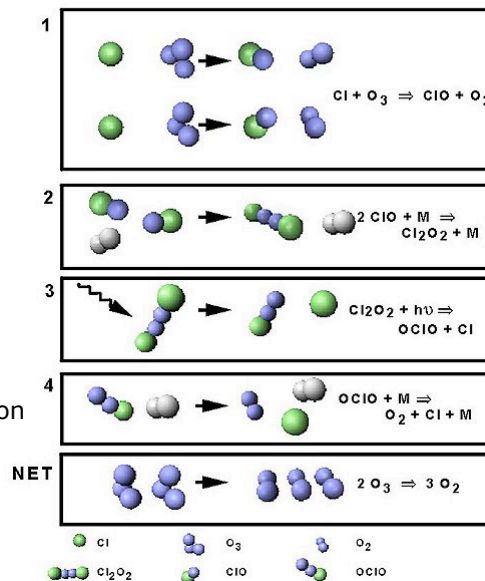 1
Cl + O₃ ⇒ ClO + O₂
2
2 ClO + M ⇒
Cl₂O₂ + M
3
Cl₂O₂ + hυ ⇒
OClO + Cl
on
4
OClO + M ⇒
O₂ + Cl + M
NET
2 O₃ ⇒ 3 O₂
Cl O₃ O₂
Cl₂O₂ ClO OClO